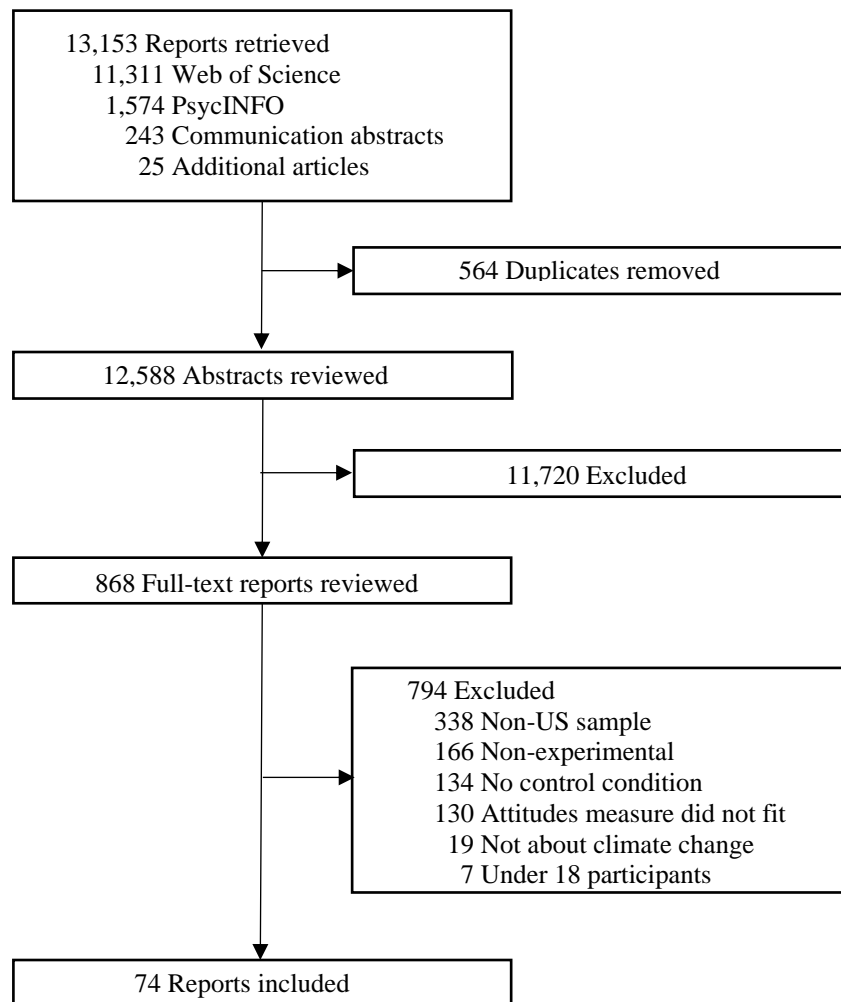 13,153 Reports retrieved
11,311 Web of Science
1,574 PsycINFO
243 Communication abstracts
25 Additional articles
564 Duplicates removed
12,588 Abstracts reviewed
11,720 Excluded
868 Full-text reports reviewed
794 Excluded
338 Non-US sample
166 Non-experimental
134 No control condition
130 Attitudes measure did not fit
19 Not about climate change
7 Under 18 participants
74 Reports included